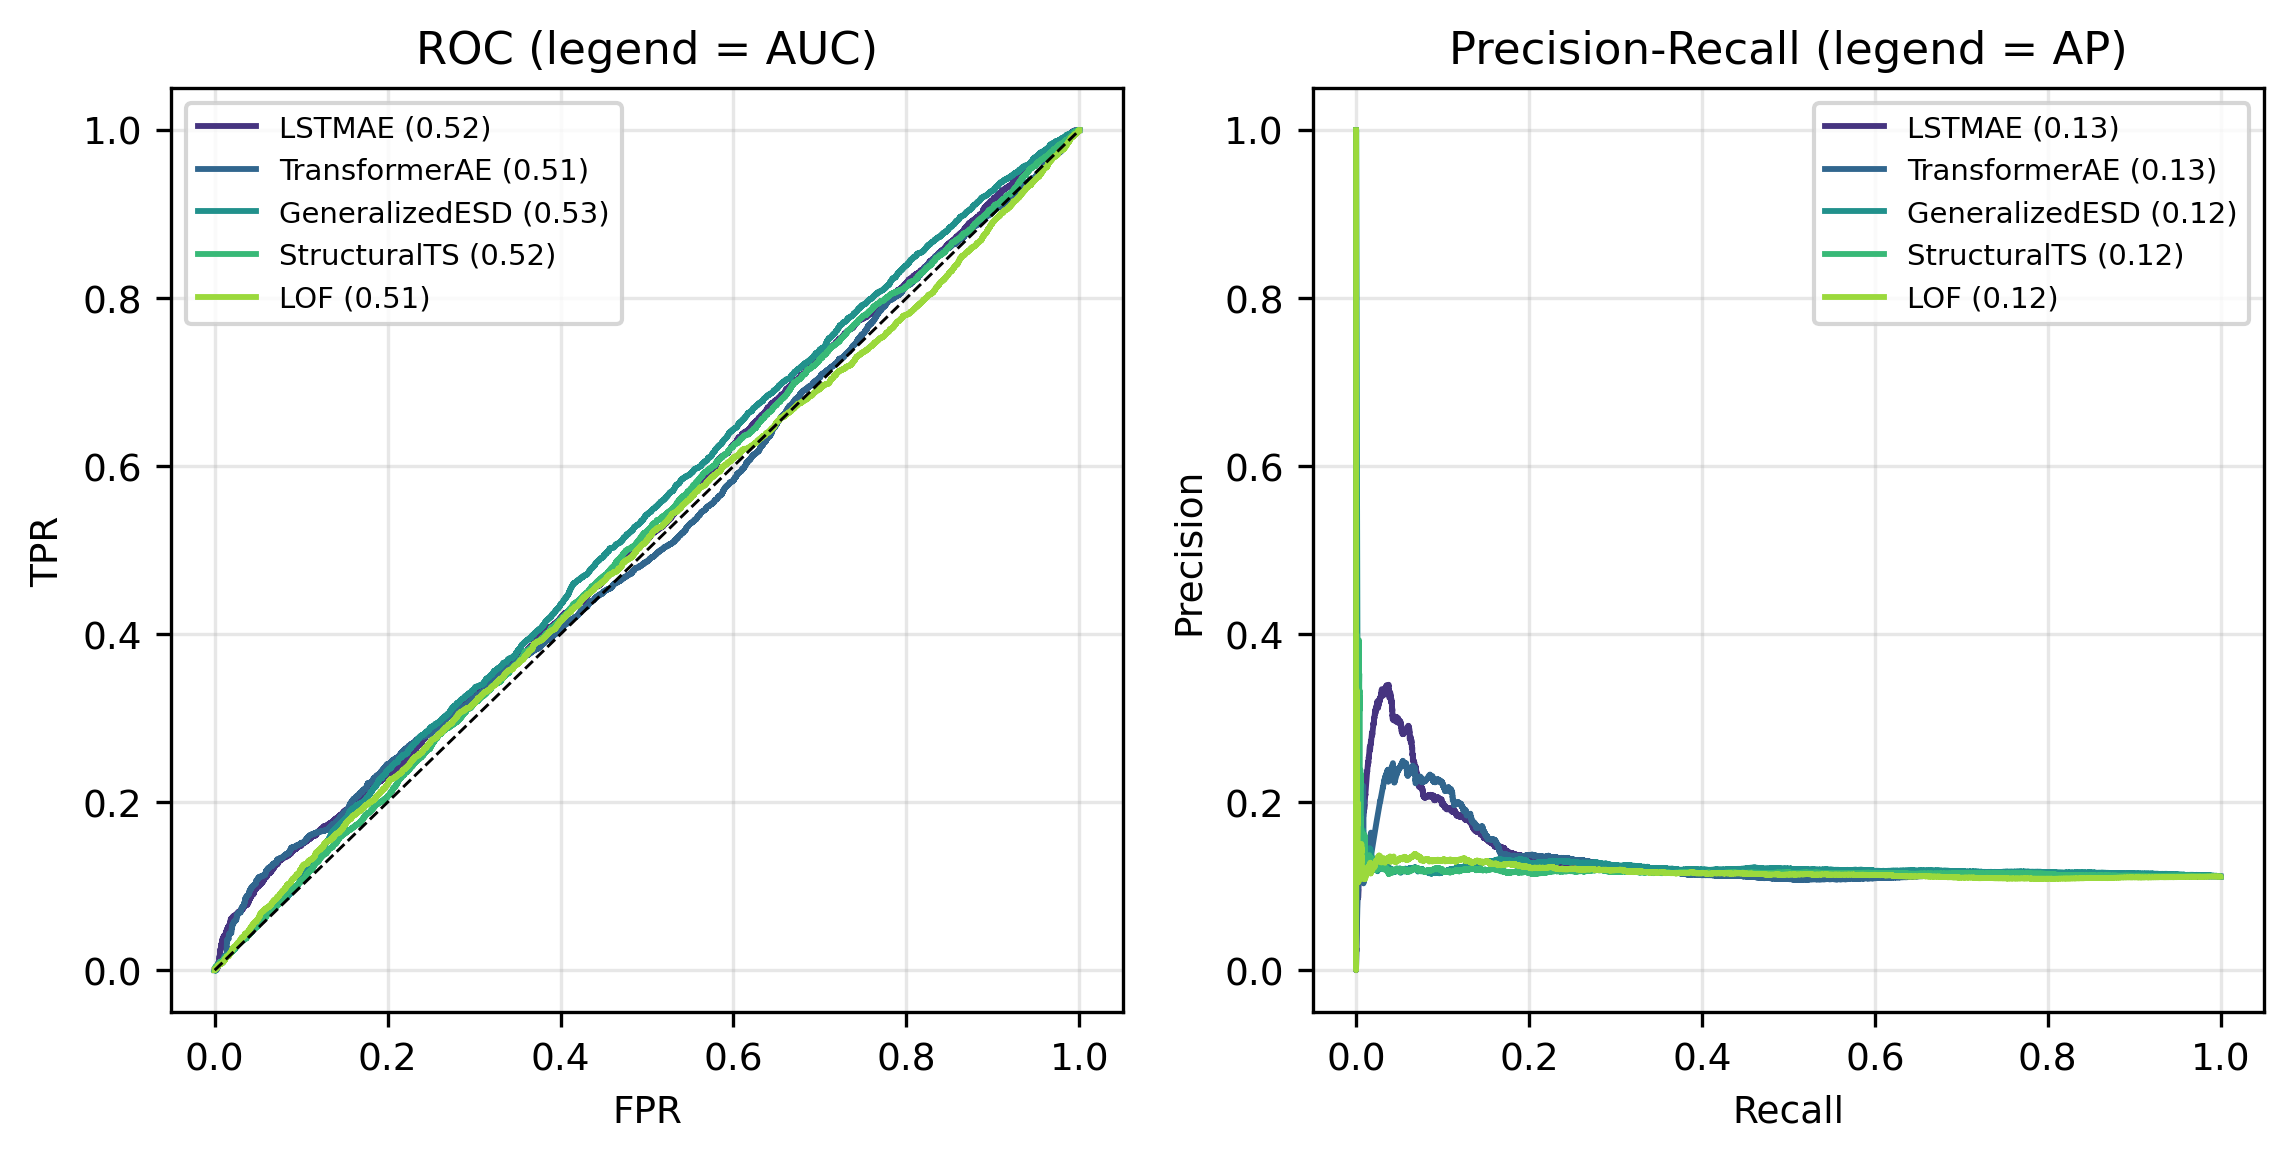 ROC (legend = AUC)
LSTMAE (0.52)
TransformerAE (0.51)
GeneralizedESD (0.53)
StructuralTS (0.52)
LOF (0.51)
1.0
0.8
0.6
0.4
0.2
0.0
TPR
0.0 0.2 0.4 0.6 0.8 1.0
FPR
Precision-Recall (legend = AP)
LSTMAE (0.13)
TransformerAE (0.13)
GeneralizedESD (0.12)
StructuralTS (0.12)
LOF (0.12)
1.0
0.8
0.6
0.4
0.2
0.0
Precision
0.0 0.2 0.4 0.6 0.8 1.0
Recall